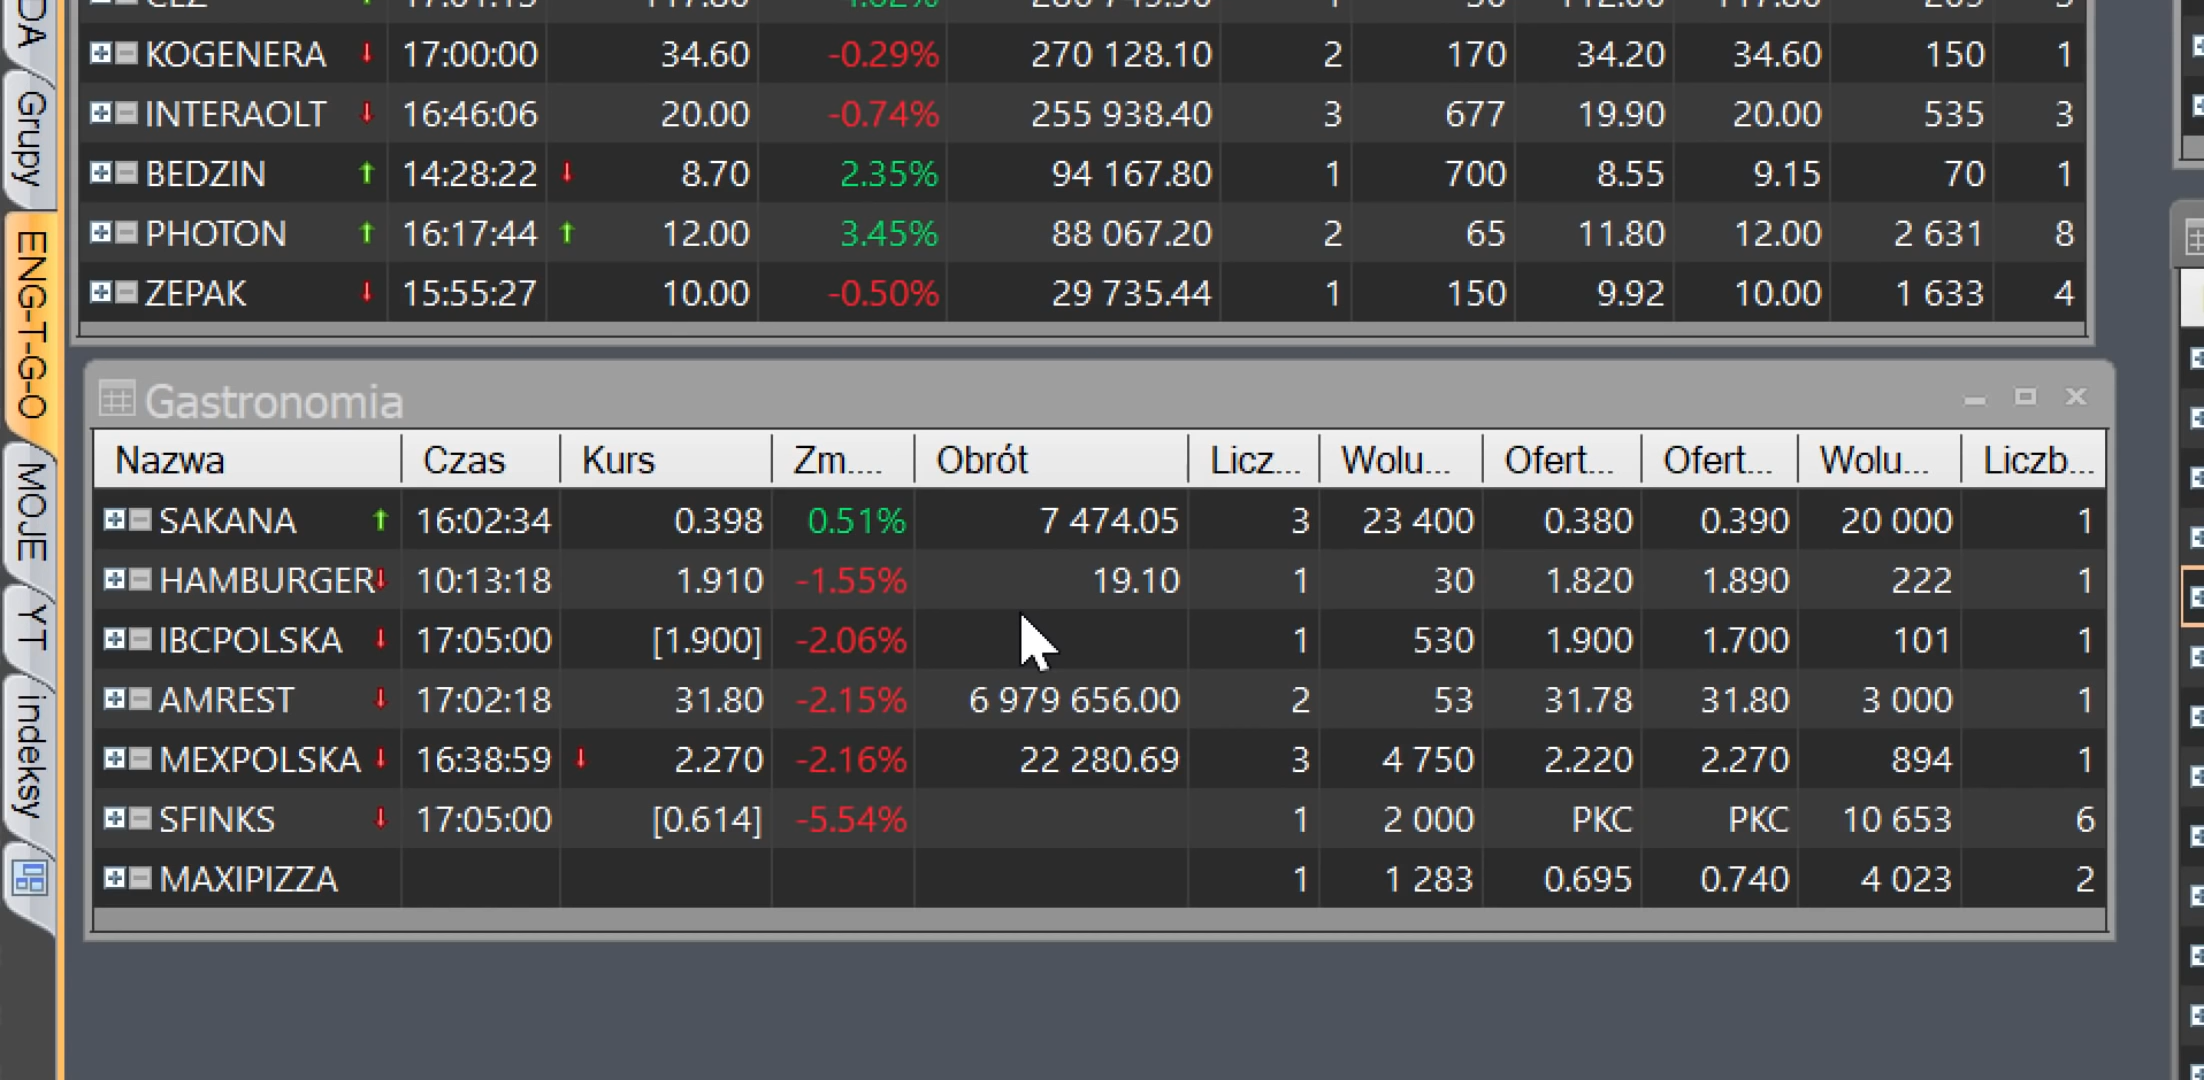 DA
Grupy
ENG-T-G-O
MOJE
YT
indeksy
KOGENERA 17:00:00 34.60 -0.29% 270 128.10 2 170 34.20 34.60 150 1
INTERAOLT 16:46:06 20.00 -0.74% 255 938.40 3 677 19.90 20.00 535 3
BEDZIN 14:28:22 8.70 2.35% 94 167.80 1 700 8.55 9.15 70 1
PHOTON 16:17:44 12.00 3.45% 88 067.20 2 65 11.80 12.00 2 631 8
ZEPAK 15:55:27 10.00 -0.50% 29 735.44 1 150 9.92 10.00 1 633 4
Gastronomia
Nazwa Czas Kurs Zm.... Obrót Licz... Wolu... Ofert... Ofert... Wolu... Liczb...
SAKANA 16:02:34 0.398 0.51% 7 474.05 3 23 400 0.380 0.390 20 000 1
HAMBURGER 10:13:18 1.910 -1.55% 19.10 1 30 1.820 1.890 222 1
IBCPOLSKA 17:05:00 [1.900] -2.06% 1 530 1.900 1.700 101 1
AMREST 17:02:18 31.80 -2.15% 6 979 656.00 2 53 31.78 31.80 3 000 1
MEXPOLSKA 16:38:59 2.270 -2.16% 22 280.69 3 4 750 2.220 2.270 894 1
SFINKS 17:05:00 [0.614] -5.54% 1 2 000 PKC PKC 10 653 6
MAXIPIZZA 1 1 283 0.695 0.740 4 023 2